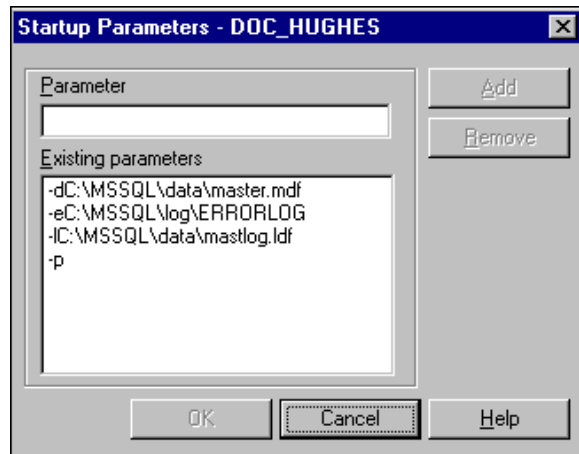 Startup Parameters - DOC_HUGHES
Parameter
Add
Remove
Existing parameters
-dC:\MSSQL\data\master.mdf
-eC:\MSSQL\log\ERRORLOG
-lC:\MSSQL\data\mastlog.ldf
-p
OK
Cancel
Help